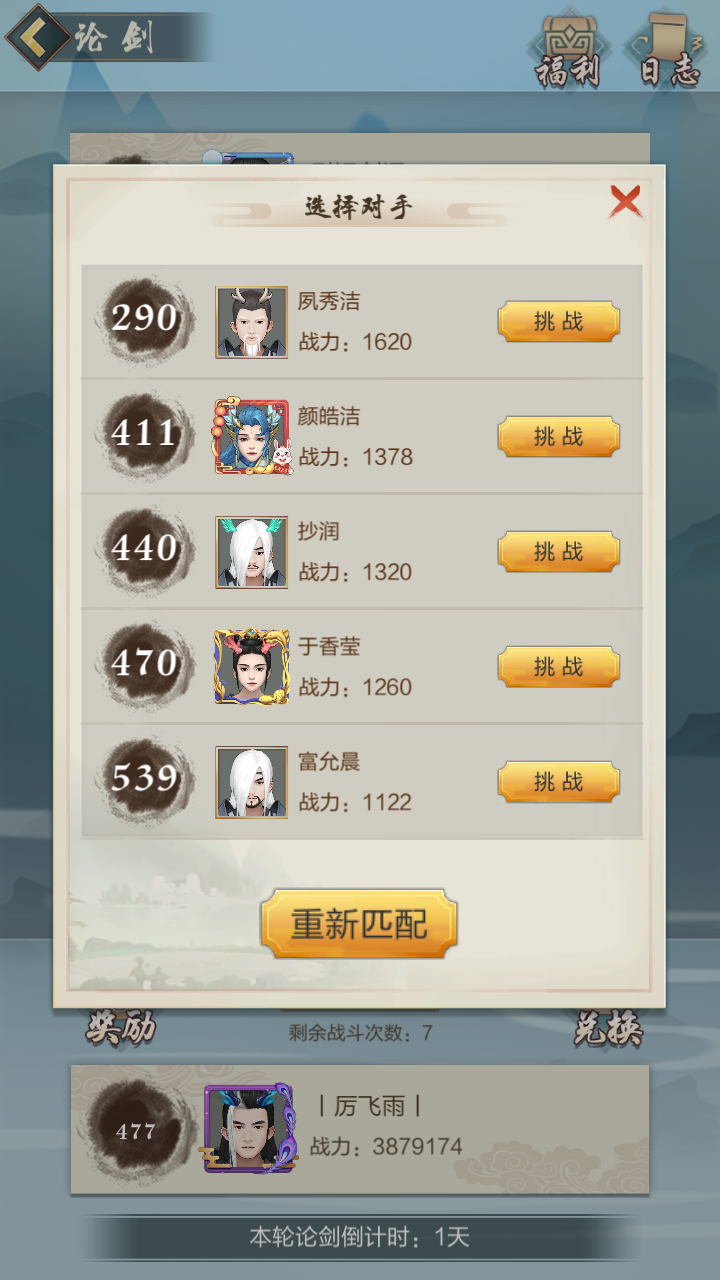 论剑
福利
日志
选择对手
290
夙秀洁
战力：1620
挑战
411
颜皓洁
战力：1378
挑战
440
抄润
战力：1320
挑战
470
于香莹
战力：1260
挑战
539
富允晨
战力：1122
挑战
重新匹配
奖励
剩余战斗次数：7
兑换
477
丨厉飞雨丨
战力：3879174
本轮论剑倒计时：1天